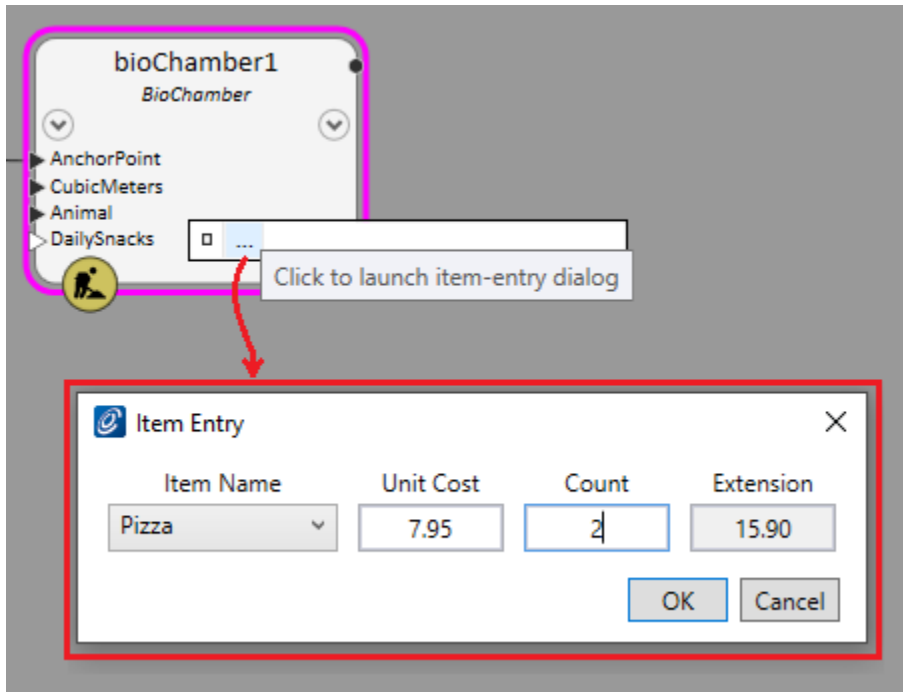 bioChamber1
BioChamber
AnchorPoint
CubicMeters
Animal
DailySnacks
...
Click to launch item-entry dialog
Item Entry
Item Name Unit Cost Count Extension
Pizza 7.95 2 15.90
OK Cancel